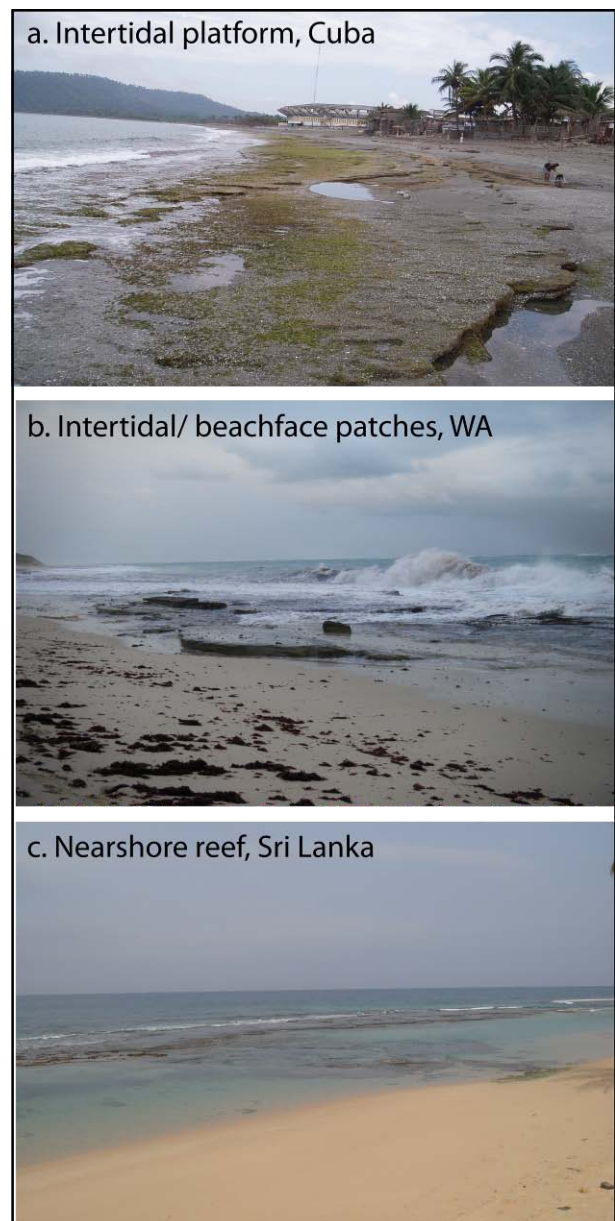 a. Intertidal platform, Cuba
b. Intertidal/ beachface patches, WA
c. Nearshore reef, Sri Lanka